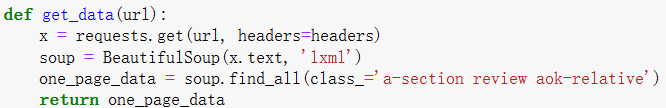 def get_data(url):
    x = requests.get(url, headers=headers)
    soup = BeautifulSoup(x.text, 'lxml')
    one_page_data = soup.find_all(class_='a-section review aok-relative')
    return one_page_data